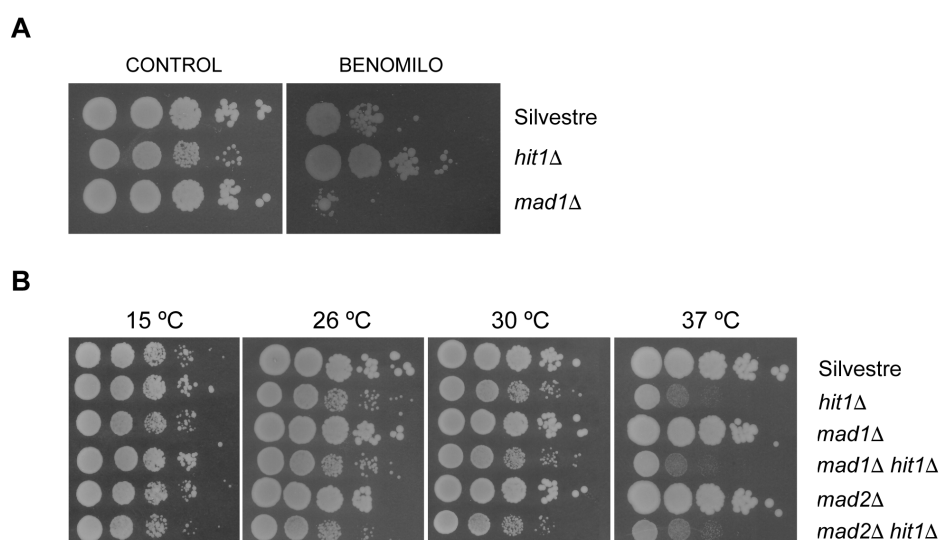 A
CONTROL BENOMILO
Silvestre
hit1Δ
mad1Δ
B
15 ºC 26 ºC 30 ºC 37 ºC
Silvestre
hit1Δ
mad1Δ
mad1Δ hit1Δ
mad2Δ
mad2Δ hit1Δ